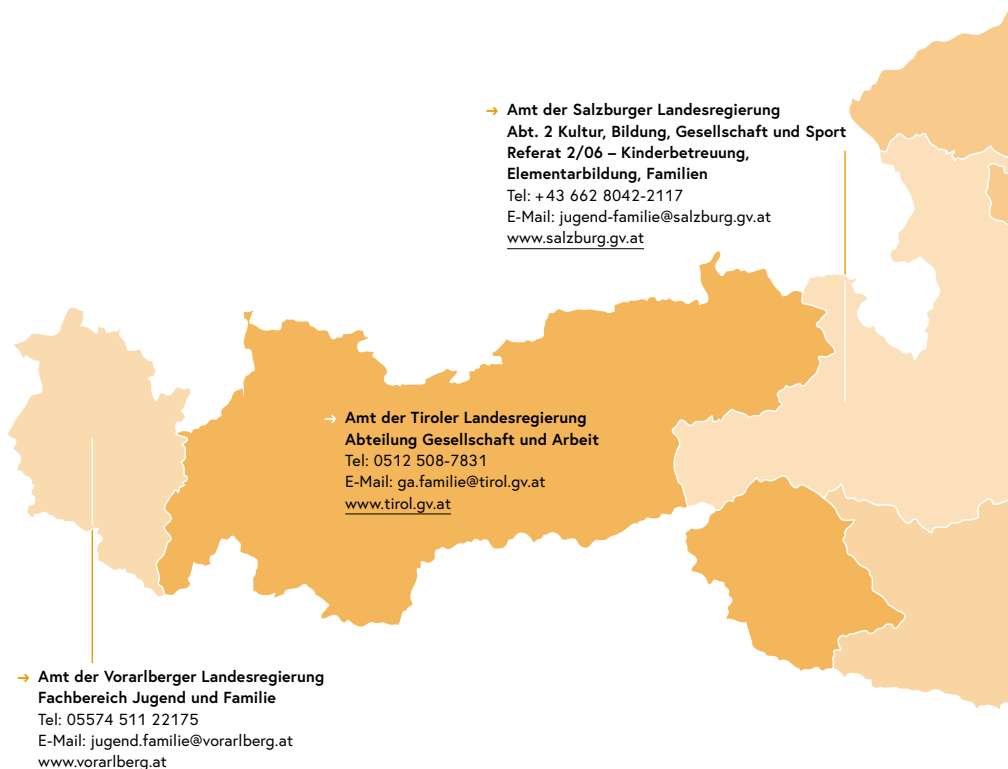 → Amt der Salzburger Landesregierung
Abt. 2 Kultur, Bildung, Gesellschaft und Sport
Referat 2/06 – Kinderbetreuung,
Elementarbildung, Familien
Tel: +43 662 8042-2117
E-Mail: jugend-familie@salzburg.gv.at
www.salzburg.gv.at
→ Amt der Tiroler Landesregierung
Abteilung Gesellschaft und Arbeit
Tel: 0512 508-7831
E-Mail: ga.familie@tirol.gv.at
www.tirol.gv.at
→ Amt der Vorarlberger Landesregierung
Fachbereich Jugend und Familie
Tel: 05574 511 22175
E-Mail: jugend.familie@vorarlberg.at
www.vorarlberg.at